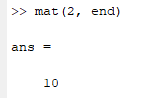 >> mat(2, end)
ans =
10